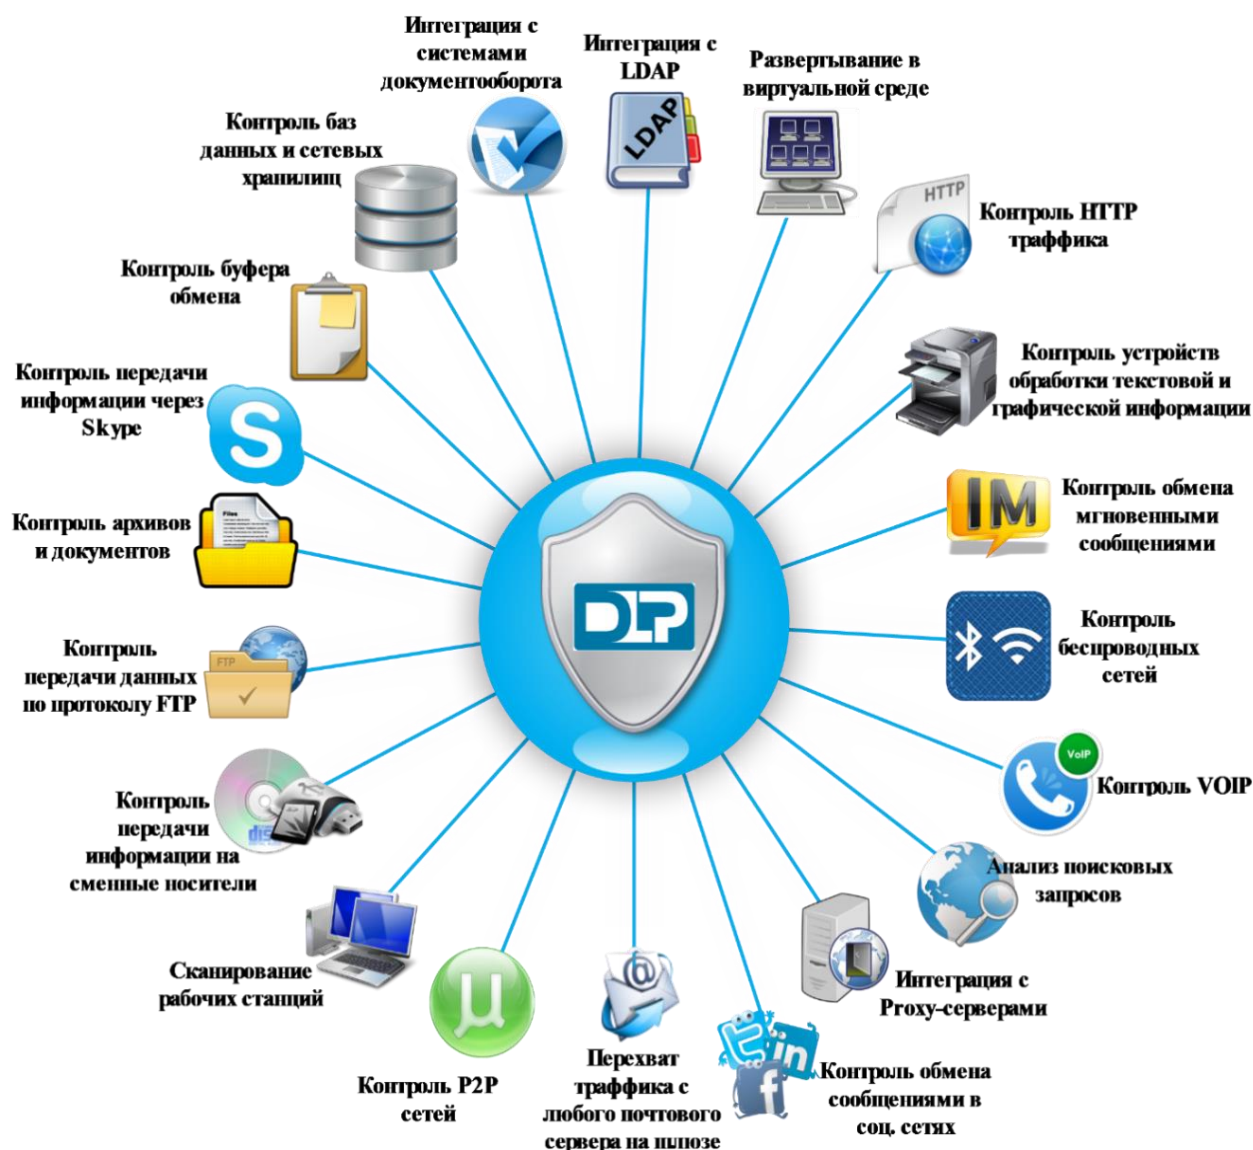 Интеграция с
системами
документооборота
Интеграция с
LDAP
LDAP
Развертывание в
виртуальной среде
Контроль баз
данных и сетевых
хранилищ
HTTP
Контроль HTTP
траффика
Контроль буфера
обмена
Контроль устройств
обработки текстовой и
графической информации
Контроль передачи
информации через
Skype
S
IM
Контроль обмена
мгновенными
сообщениями
Files
Контроль архивов
и документов
DLP
Контроль
беспроводных
сетей
Контроль
передачи данных
по протоколу FTP
FTP
VoIP
Контроль VOIP
Контроль
передачи
информации на
сменные носители
Анализ поисковых
запросов
Сканирование
рабочих станций
µ
@
Интеграция с
Proxy-серверами
in
f
Контроль P2P
сетей
Перехват
траффика с
любого почтового
сервера на шлюзе
Контроль обмена
сообщениями в
соц. сетях